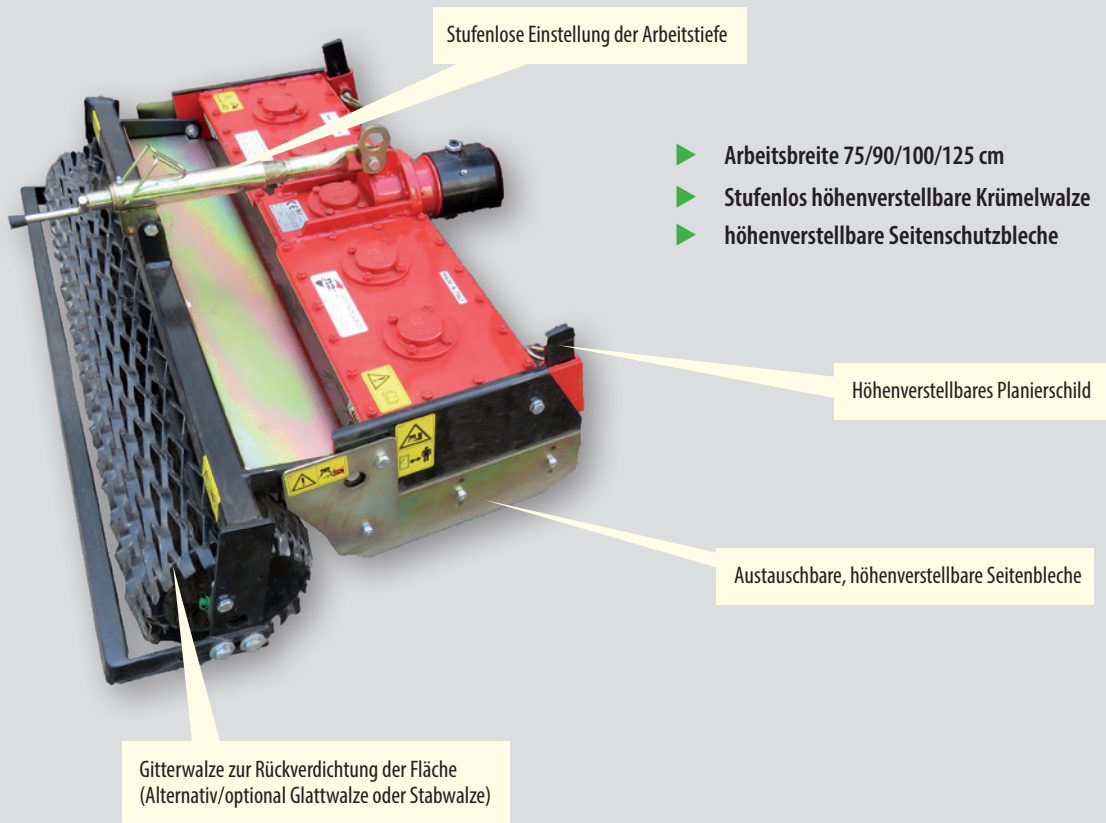 Stufenlose Einstellung der Arbeitstiefe
Arbeitsbreite 75/90/100/125 cm
Stufenlos höhenverstellbare Krümelwalze
höhenverstellbare Seitenschutzbleche
Höhenverstellbares Planierschild
Austauschbare, höhenverstellbare Seitenbleche
Gitterwalze zur Rückverdichtung der Fläche
(Alternativ/optional Glattwalze oder Stabwalze)